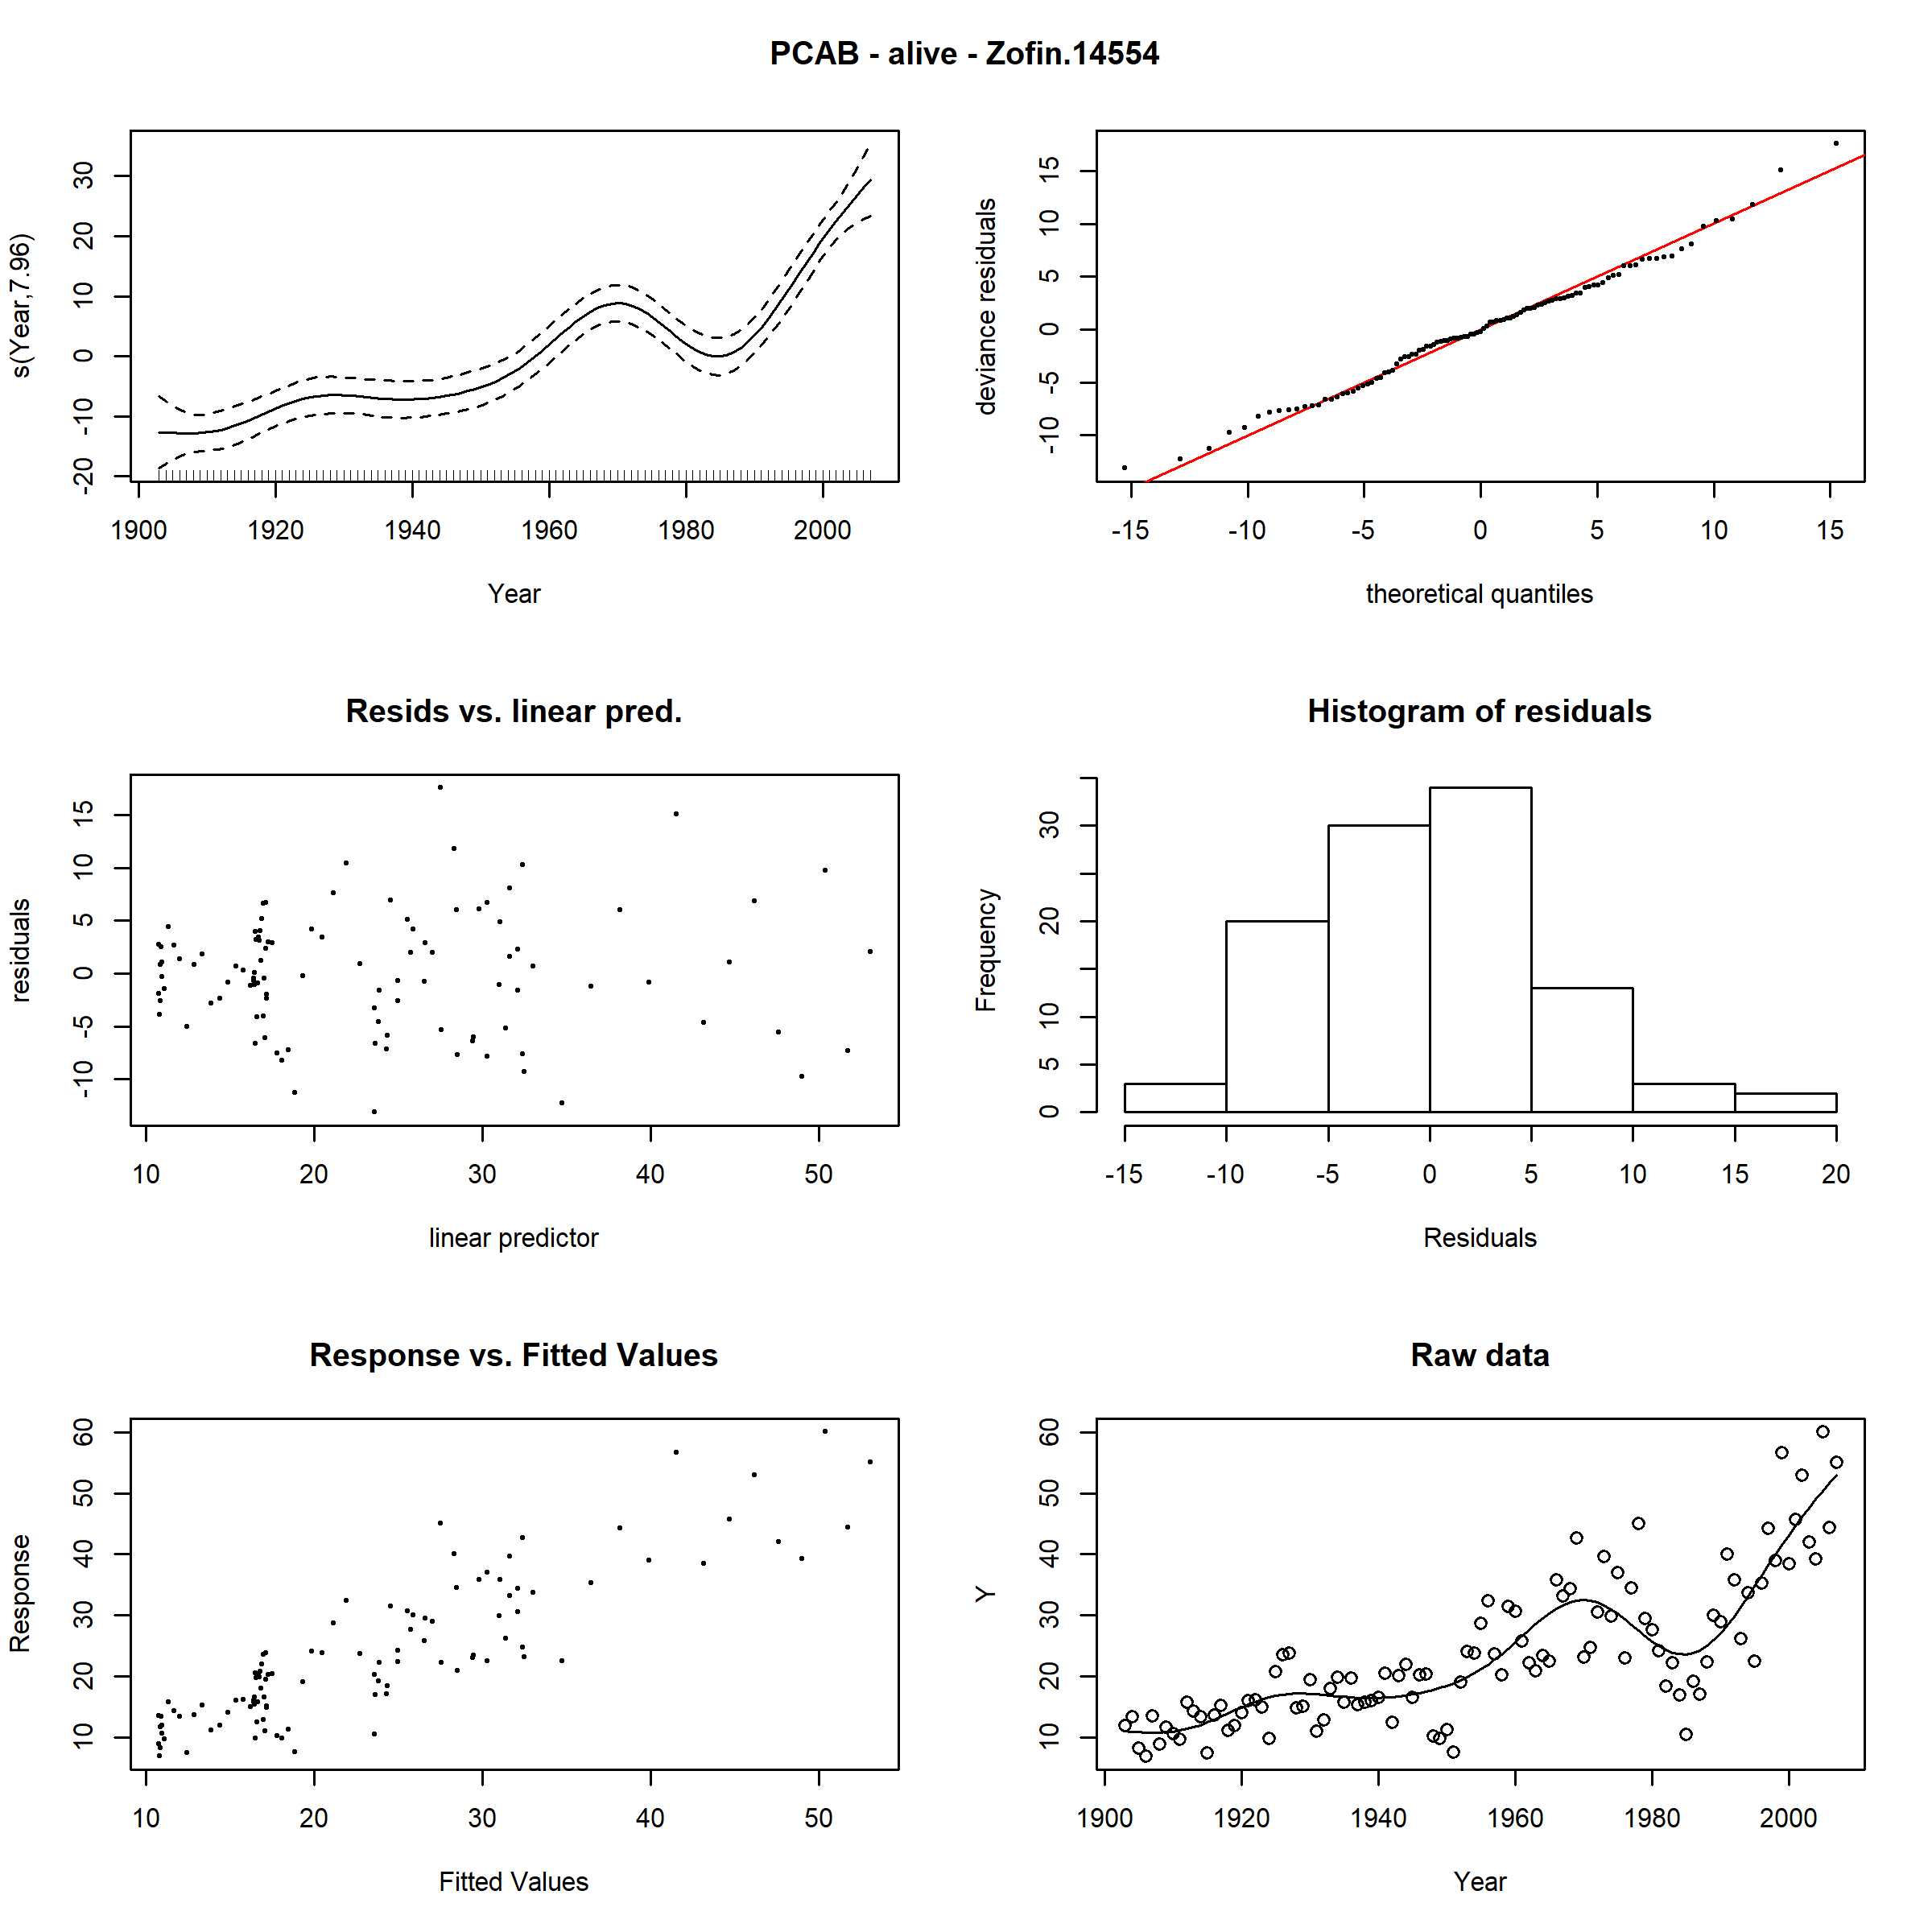 PCAB - alive - Zofin.14554
s(Year,7.96)
-20 -10 0 10 20 30
1900 1920 1940 1960 1980 2000
Year
deviance residuals
-10 -5 0 5 10 15
-15 -10 -5 0 5 10 15
theoretical quantiles
Resids vs. linear pred.
residuals
-10 -5 0 5 10 15
10 20 30 40 50
linear predictor
Histogram of residuals
Frequency
0 5 10 20 30
-15 -10 -5 0 5 10 15 20
Residuals
Response vs. Fitted Values
Response
10 20 30 40 50 60
10 20 30 40 50
Fitted Values
Raw data
Y
10 20 30 40 50 60
1900 1920 1940 1960 1980 2000
Year